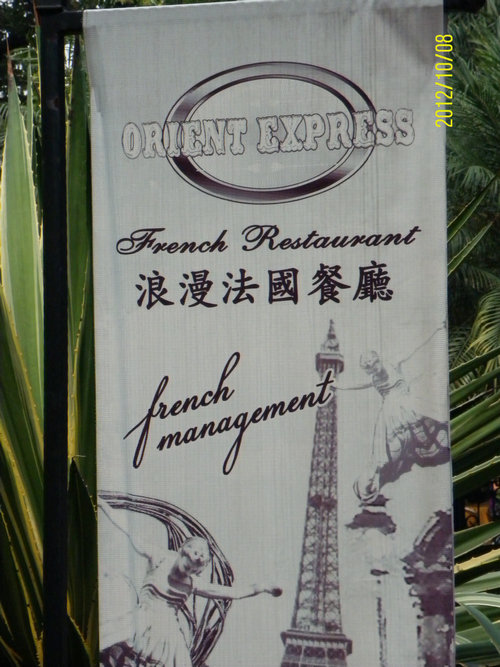 ORIENT EXPRESS
French Restaurant
浪漫法國餐廳
french
management
2012/10/08